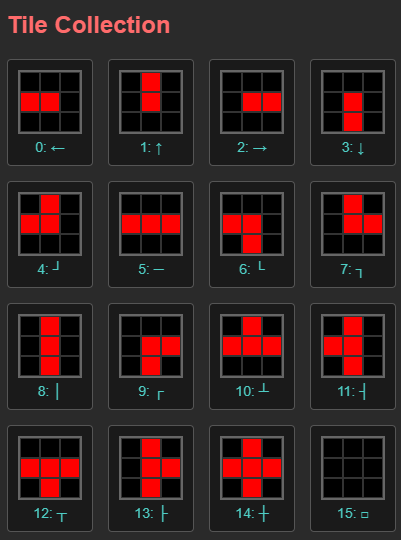 Tile Collection
0: ← 1: ↑ 2: → 3: ↓
4: ┘ 5: ─ 6: └ 7: ┐
8: │ 9: ┌ 10: ┴ 11: ┤
12: ┬ 13: ├ 14: ┼ 15: □